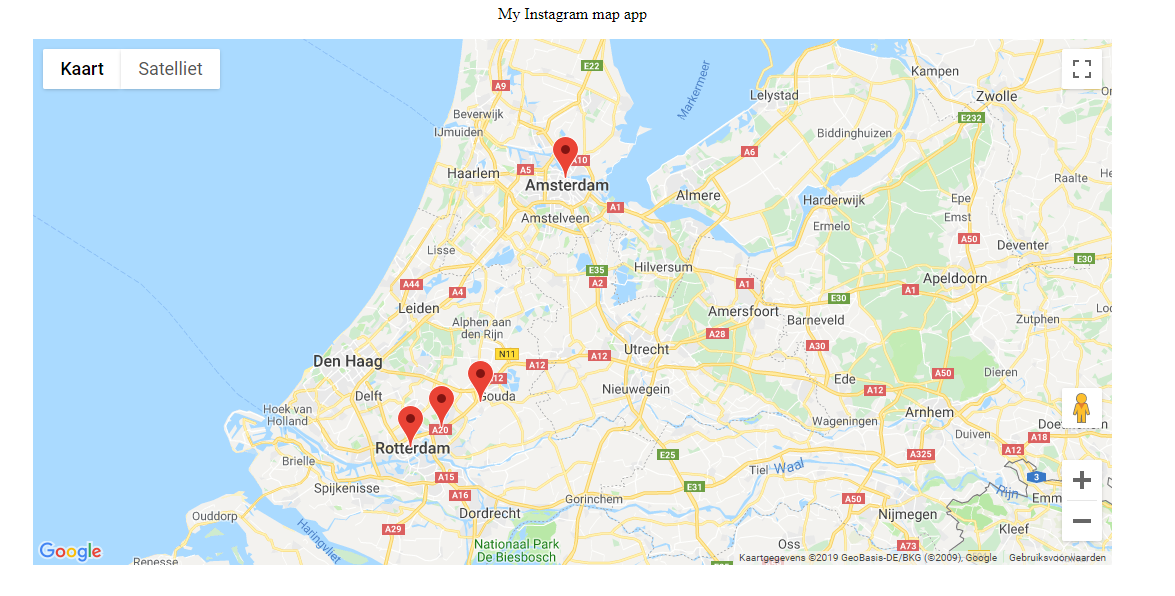 My Instagram map app
Kaart Satelliet
E22
Markermeer
Kampen
A9
Lelystad
Zwolle
Beverwijk
E232
IJmuiden
Biddinghuizen
A6
A10
Haarlem
A5
Raalte
Amsterdam
Almere
Harderwijk
Epe
A1
Amstelveen
Emst
Ermelo
A50
Deventer
Lisse
E30
Hilversum
E35
Apeldoorn
A2
A44
A1
A1
A4
E30
Leiden
Amersfoort
Zutphen
Alphen aan
den Rijn
Barneveld
A28
A30
Utrecht
N11
A12
Den Haag
A12
Dieren
A50
12
Ede
Nieuwegein
A12
Delft
Gouda
Hoek van
Holland
Arnhem
Wageningen
A20
Duiven
A18
Rotterdam
A12
E25
A325
Brielle
Tiel
Waal
A15
3
Spijkenisse
E31
Rijn
A16
Gorinchem
A50
Dordrecht
Nijmegen
Ouddorp
Haringvliet
A29
Kleef
Nationaal Park
De Biesbosch
Oss
A73
Google
Renesse
Kaartgegevens ©2019 GeoBasis-DE/BKG (©2009), Google
Gebruiksvoorwaarden